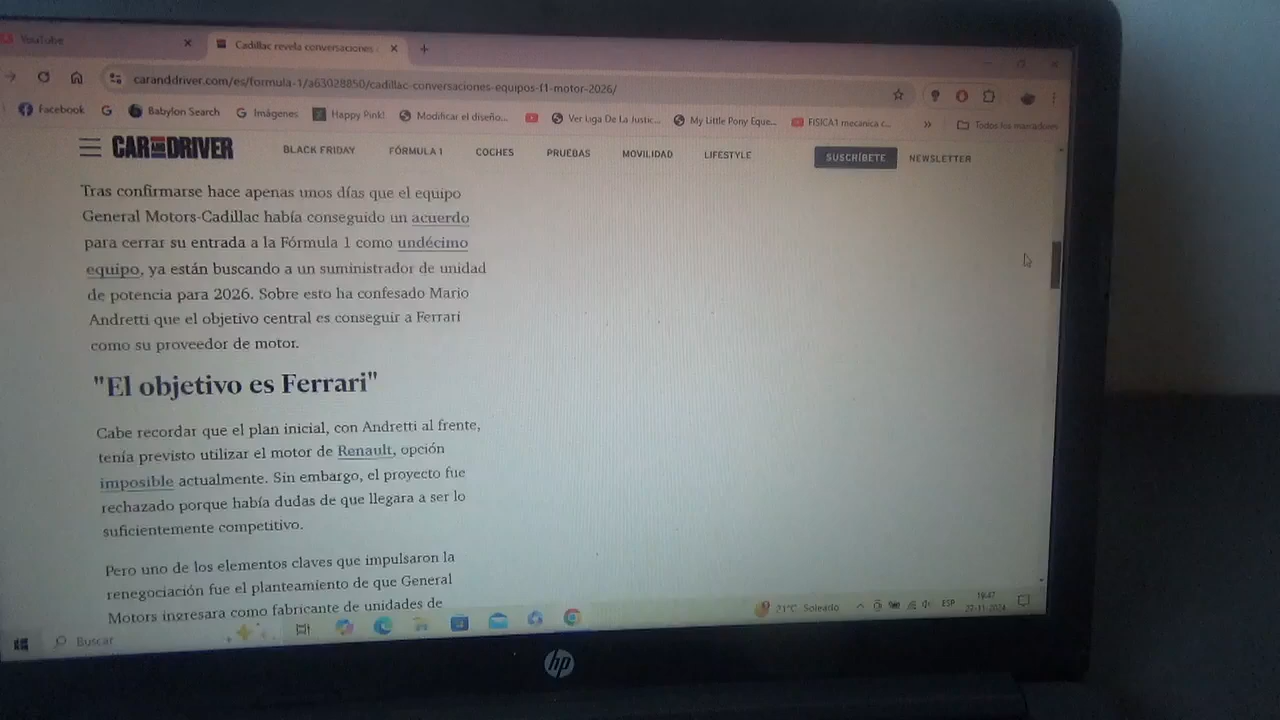 YouTube
Cadillac revela conversaciones
caranddriver.com/es/formula-1/a63028850/cadillac-conversaciones-equipos-f1-motor-2026/
Facebook
Babylon Search
Imágenes
Happy Pink!
Modificar el diseño...
Ver Liga De La Justic...
My Little Pony Eque...
FISICA1 mecanica c...
»
Todos los marcadores
CAR AND DRIVER
BLACK FRIDAY
FÓRMULA 1
COCHES
PRUEBAS
MOVILIDAD
LIFESTYLE
SUSCRÍBETE
NEWSLETTER
Tras confirmarse hace apenas unos días que el equipo
General Motors-Cadillac había conseguido un acuerdo
para cerrar su entrada a la Fórmula 1 como undécimo
equipo, ya están buscando a un suministrador de unidad
de potencia para 2026. Sobre esto ha confesado Mario
Andretti que el objetivo central es conseguir a Ferrari
como su proveedor de motor.
"El objetivo es Ferrari"
Cabe recordar que el plan inicial, con Andretti al frente,
tenía previsto utilizar el motor de Renault, opción
imposible actualmente. Sin embargo, el proyecto fue
rechazado porque había dudas de que llegara a ser lo
suficientemente competitivo.
Pero uno de los elementos claves que impulsaron la
renegociación fue el planteamiento de que General
Motors ingresara como fabricante de unidades de
Buscar
21°C Soleado
ESP
19:47
27-11-2024
hp